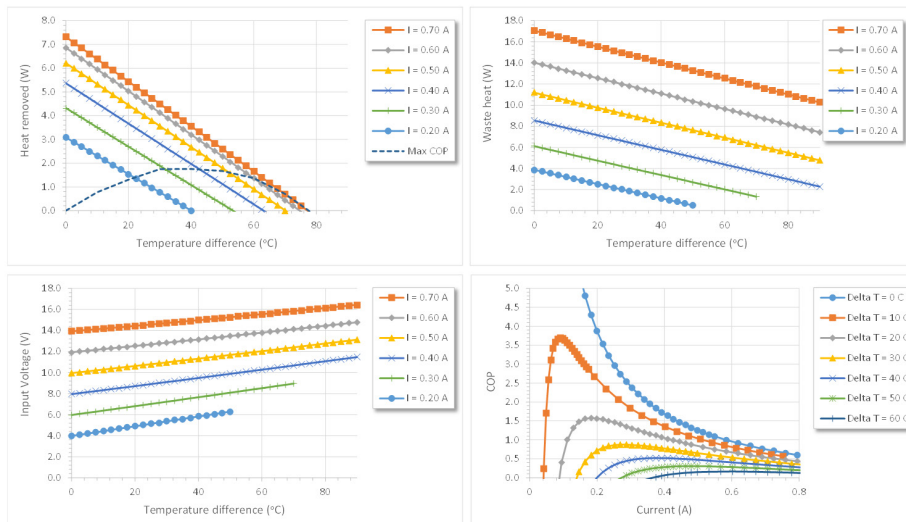 8.0
7.0
6.0
5.0
4.0
3.0
2.0
1.0
0.0
0
20
40
60
80
Heat removed (W)
Temperature difference (°C)
I = 0.70 A
I = 0.60 A
I = 0.50 A
I = 0.40 A
I = 0.30 A
I = 0.20 A
Max COP
18.0
16.0
14.0
12.0
10.0
8.0
6.0
4.0
2.0
0.0
0
20
40
60
80
Waste heat (W)
Temperature difference (°C)
I = 0.70 A
I = 0.60 A
I = 0.50 A
I = 0.40 A
I = 0.30 A
I = 0.20 A
18.0
16.0
14.0
12.0
10.0
8.0
6.0
4.0
2.0
0.0
0
20
40
60
80
Input Voltage (V)
Temperature difference (°C)
I = 0.70 A
I = 0.60 A
I = 0.50 A
I = 0.40 A
I = 0.30 A
I = 0.20 A
5.0
4.5
4.0
3.5
3.0
2.5
2.0
1.5
1.0
0.5
0.0
0
0.2
0.4
0.6
0.8
COP
Current (A)
Delta T = 0 C
Delta T = 10 C
Delta T = 20 C
Delta T = 30 C
Delta T = 40 C
Delta T = 50 C
Delta T = 60 C